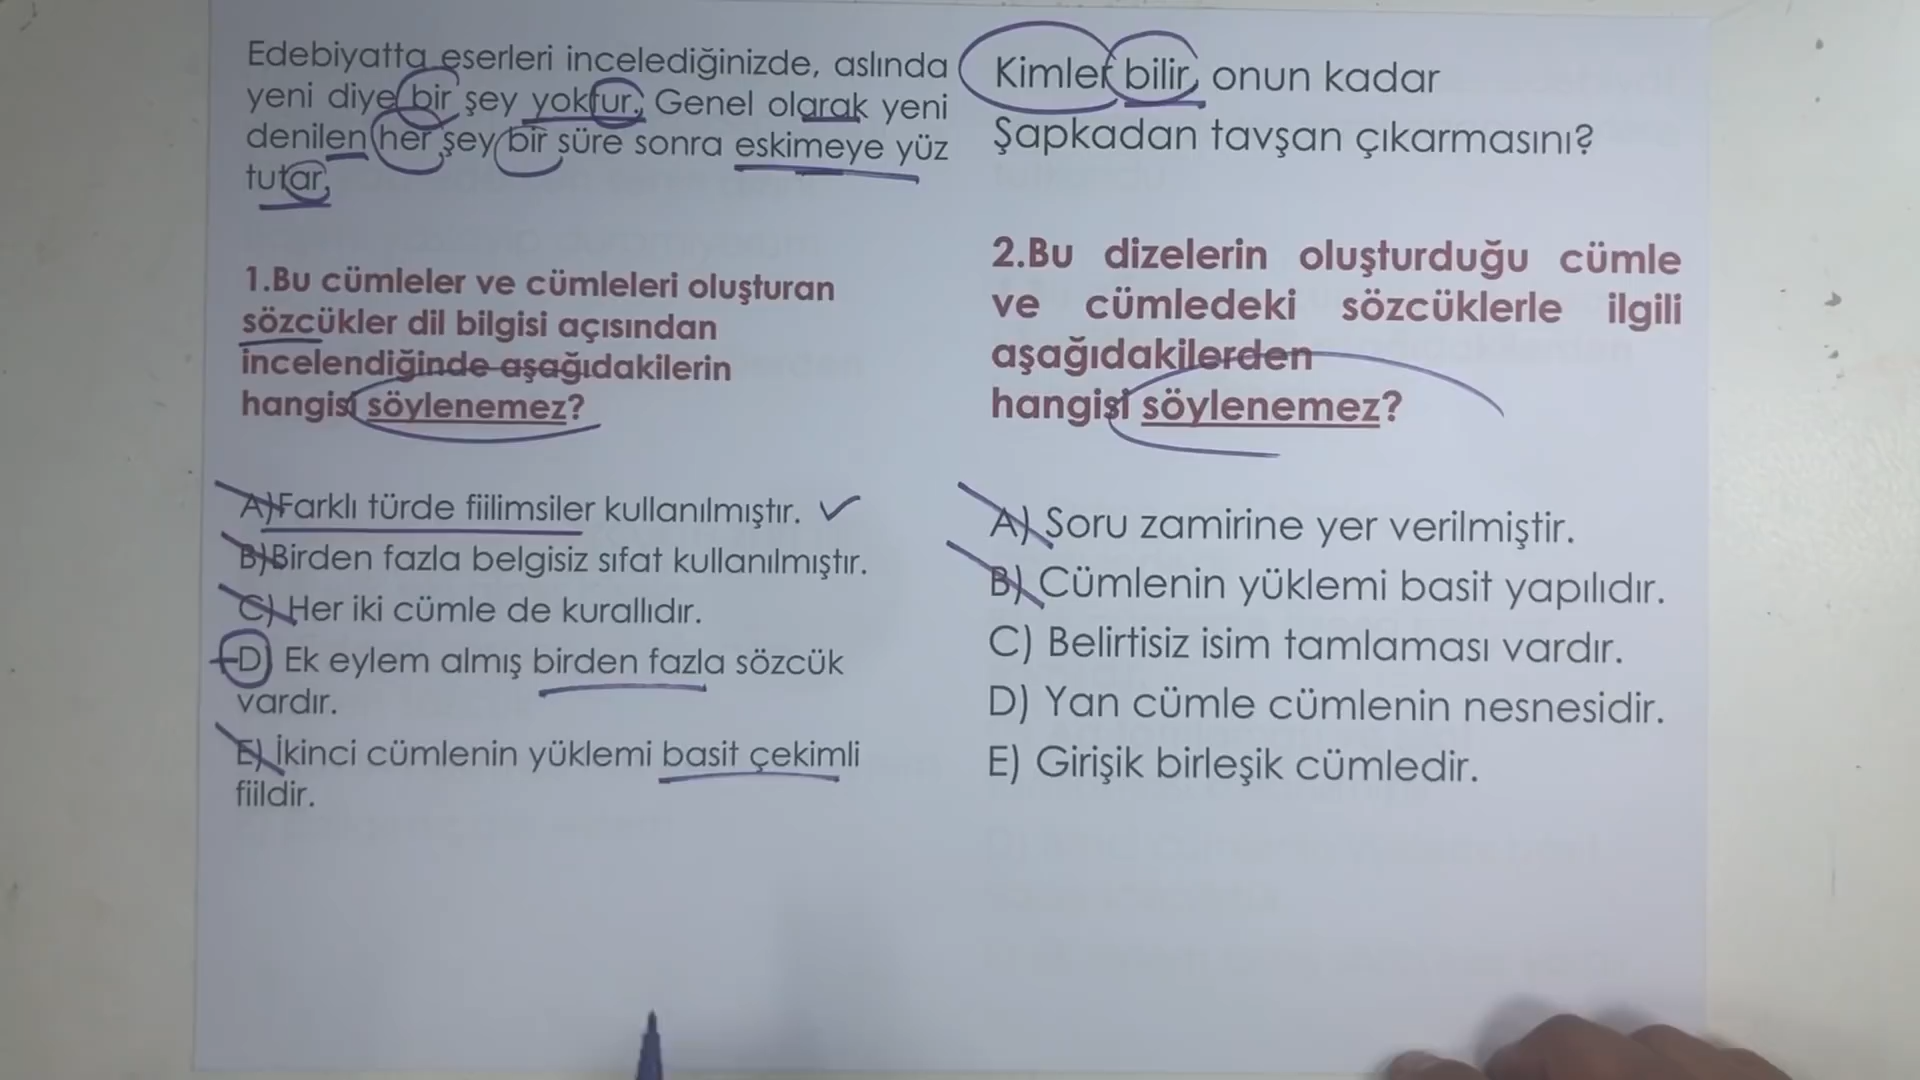 Edebiyatta eserleri incelediğinizde, aslında
yeni diye bir şey yoktur. Genel olarak yeni
denilen her şey bir süre sonra eskimeye yüz
tutar.
1.Bu cümleler ve cümleleri oluşturan
sözcükler dil bilgisi açısından
incelendiğinde aşağıdakilerin
hangisi söylenemez?
A)Farklı türde fiilimsiler kullanılmıştır.
B)Birden fazla belgisiz sıfat kullanılmıştır.
C) Her iki cümle de kurallıdır.
D) Ek eylem almış birden fazla sözcük
vardır.
E) İkinci cümlenin yüklemi basit çekimli
fiildir.
Kimler bilir, onun kadar
Şapkadan tavşan çıkarmasını?
2.Bu dizelerin oluşturduğu cümle
ve cümledeki sözcüklerle ilgili
aşağıdakilerden
hangisi söylenemez?
A) Soru zamirine yer verilmiştir.
B) Cümlenin yüklemi basit yapılıdır.
C) Belirtisiz isim tamlaması vardır.
D) Yan cümle cümlenin nesnesidir.
E) Girişik birleşik cümledir.